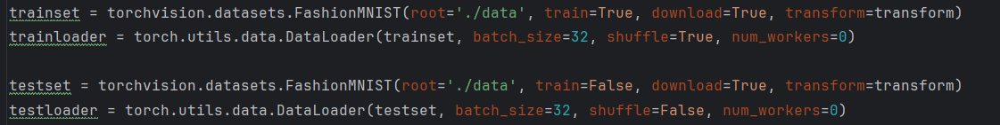 trainset = torchvision.datasets.FashionMNIST(root='./data', train=True, download=True, transform=transform)
trainloader = torch.utils.data.DataLoader(trainset, batch_size=32, shuffle=True, num_workers=0)
testset = torchvision.datasets.FashionMNIST(root='./data', train=False, download=True, transform=transform)
testloader = torch.utils.data.DataLoader(testset, batch_size=32, shuffle=False, num_workers=0)